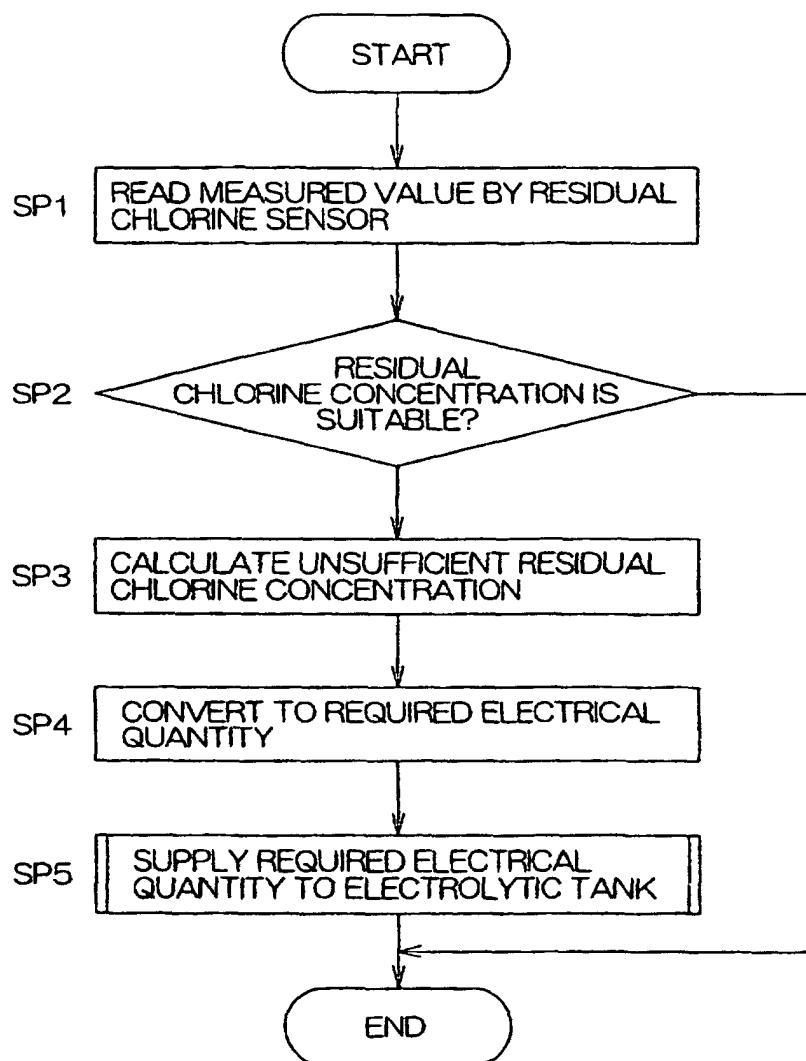 START
SP1
READ MEASURED VALUE BY RESIDUAL
CHLORINE SENSOR
SP2
RESIDUAL
CHLORINE CONCENTRATION IS
SUITABLE?
SP3
CALCULATE UNSUFFICIENT RESIDUAL
CHLORINE CONCENTRATION
SP4
CONVERT TO REQUIRED ELECTRICAL
QUANTITY
SP5
SUPPLY REQUIRED ELECTRICAL
QUANTITY TO ELECTROLYTIC TANK
END